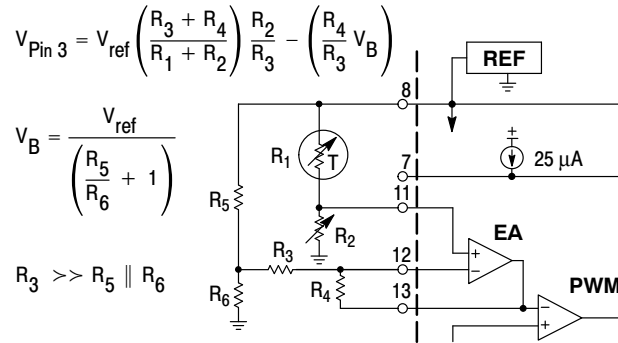 V_Pin 3 = V_ref ( (R_3 + R_4) / (R_1 + R_2) ) R_2 / R_3 − ( R_4 / R_3 V_B )
V_B = V_ref / ( R_5 / R_6 + 1 )
R_3 >> R_5 ∥ R_6
REF
8
R_1
T
7
+
25 µA
11
R_5
R_2
EA
+
−
R_3
12
R_4
13
R_6
PWM
−
+